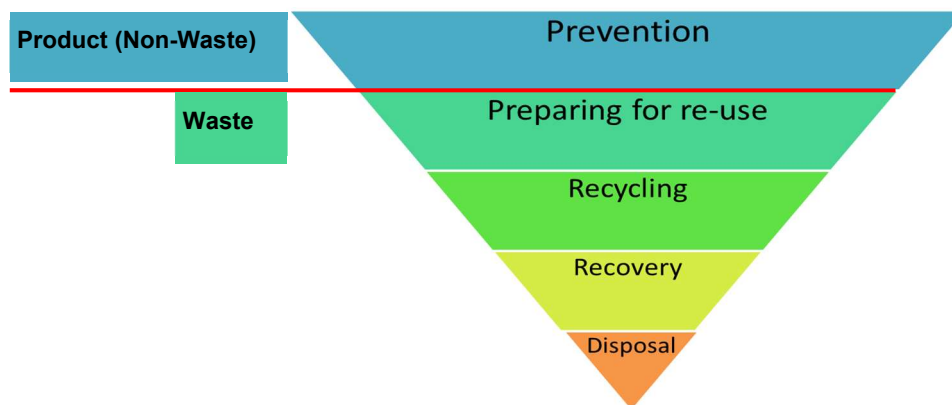 Product (Non-Waste)
Prevention
Waste
Preparing for re-use
Recycling
Recovery
Disposal